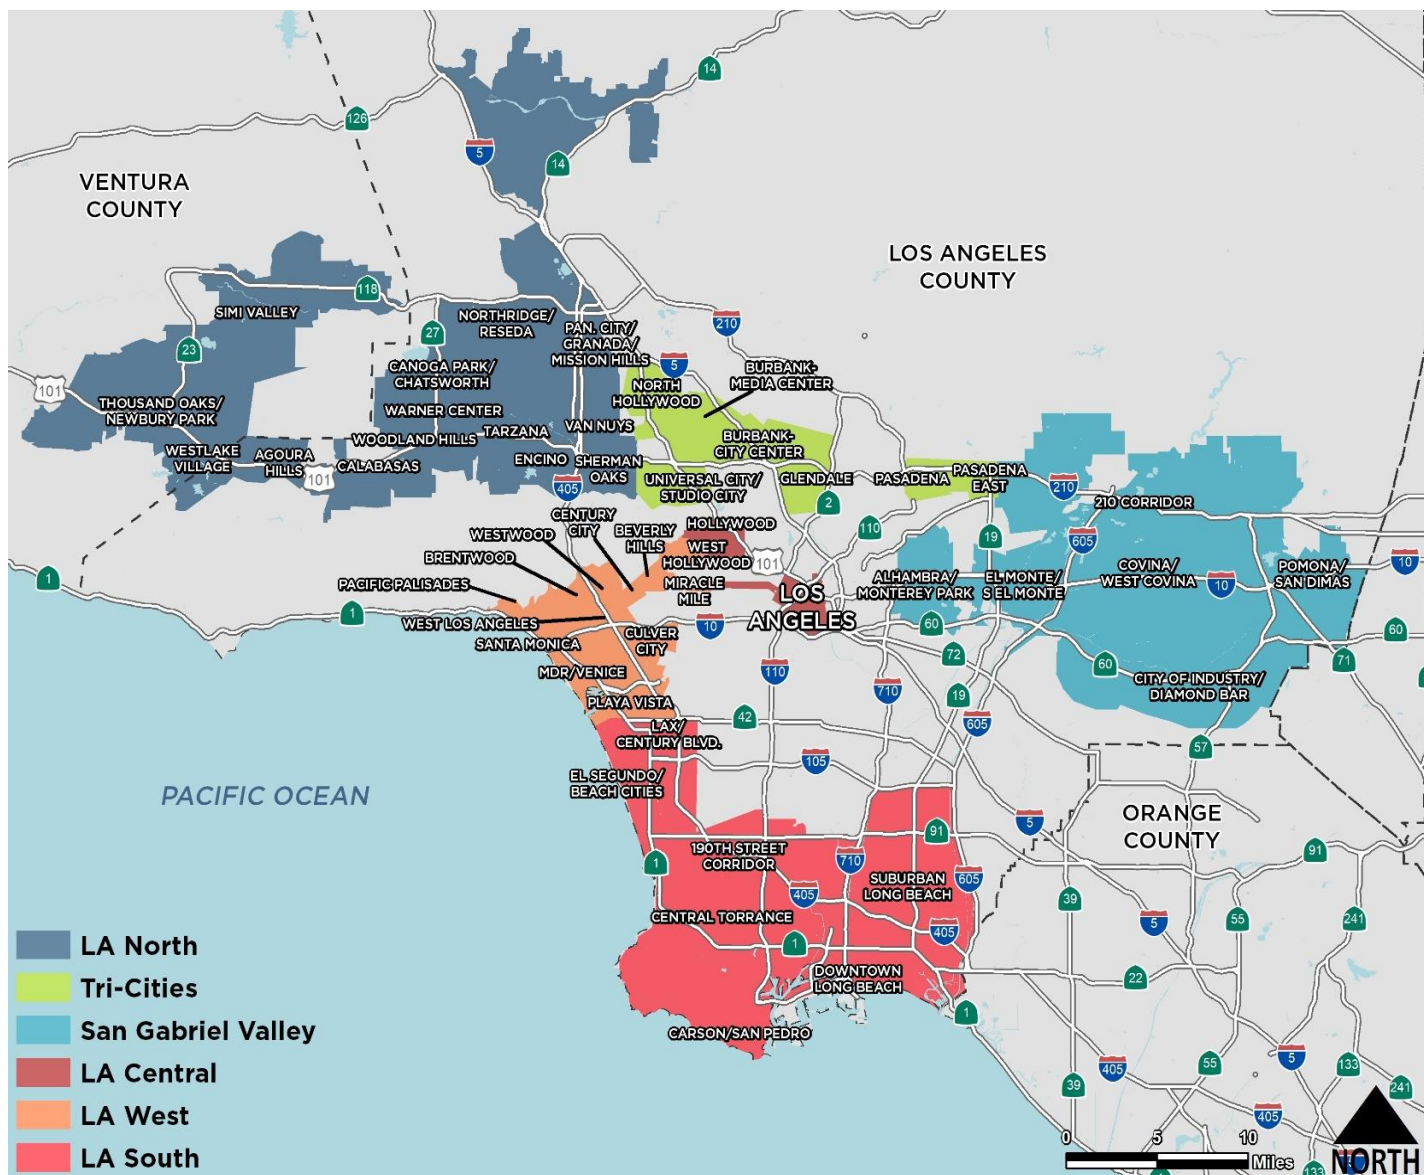 14
126
5
14
VENTURA
COUNTY
LOS ANGELES
COUNTY
118
SIMI VALLEY
NORTHRIDGE/
RESEDA
27
PAN. CITY/
GRANADA/
MISSION HILLS
210
23
5
BURBANK-
MEDIA CENTER
CANOGA PARK/
CHATSWORTH
NORTH
HOLLYWOOD
101
THOUSAND OAKS/
NEWBURY PARK
WARNER CENTER
VAN NUYS
TARZANA
WOODLAND HILLS
BURBANK-
CITY CENTER
WESTLAKE
VILLAGE
AGOURA
HILLS
101
CALABASAS
ENCINO
SHERMAN
OAKS
405
UNIVERSAL CITY/
STUDIO CITY
GLENDALE
2
PASADENA
PASADENA
EAST
210
210 CORRIDOR
CENTURY
CITY
WESTWOOD
BEVERLY
HILLS
HOLLYWOOD
WEST
HOLLYWOOD
110
19
605
BRENTWOOD
101
PACIFIC PALISADES
MIRACLE
MILE
LOS
ANGELES
ALHAMBRA/
MONTEREY PARK
EL MONTE/
S EL MONTE
COVINA/
WEST COVINA
10
POMONA/
SAN DIMAS
10
1
1
WEST LOS ANGELES
SANTA MONICA
CULVER
CITY
10
60
60
72
60
71
MDR/VENICE
110
710
19
CITY OF INDUSTRY/
DIAMOND BAR
PLAYA VISTA
42
605
57
LAX/
CENTURY BLVD.
105
EL SEGUNDO/
BEACH CITIES
PACIFIC OCEAN
5
ORANGE
COUNTY
91
91
190TH STREET
CORRIDOR
710
1
405
SUBURBAN
LONG BEACH
605
39
CENTRAL TORRANCE
1
405
5
55
241
DOWNTOWN
LONG BEACH
22
1
CARSON/SAN PEDRO
LA North
Tri-Cities
San Gabriel Valley
LA Central
LA West
LA South
5
405
55
133
39
241
405
0
5
10
Miles
NORTH
133